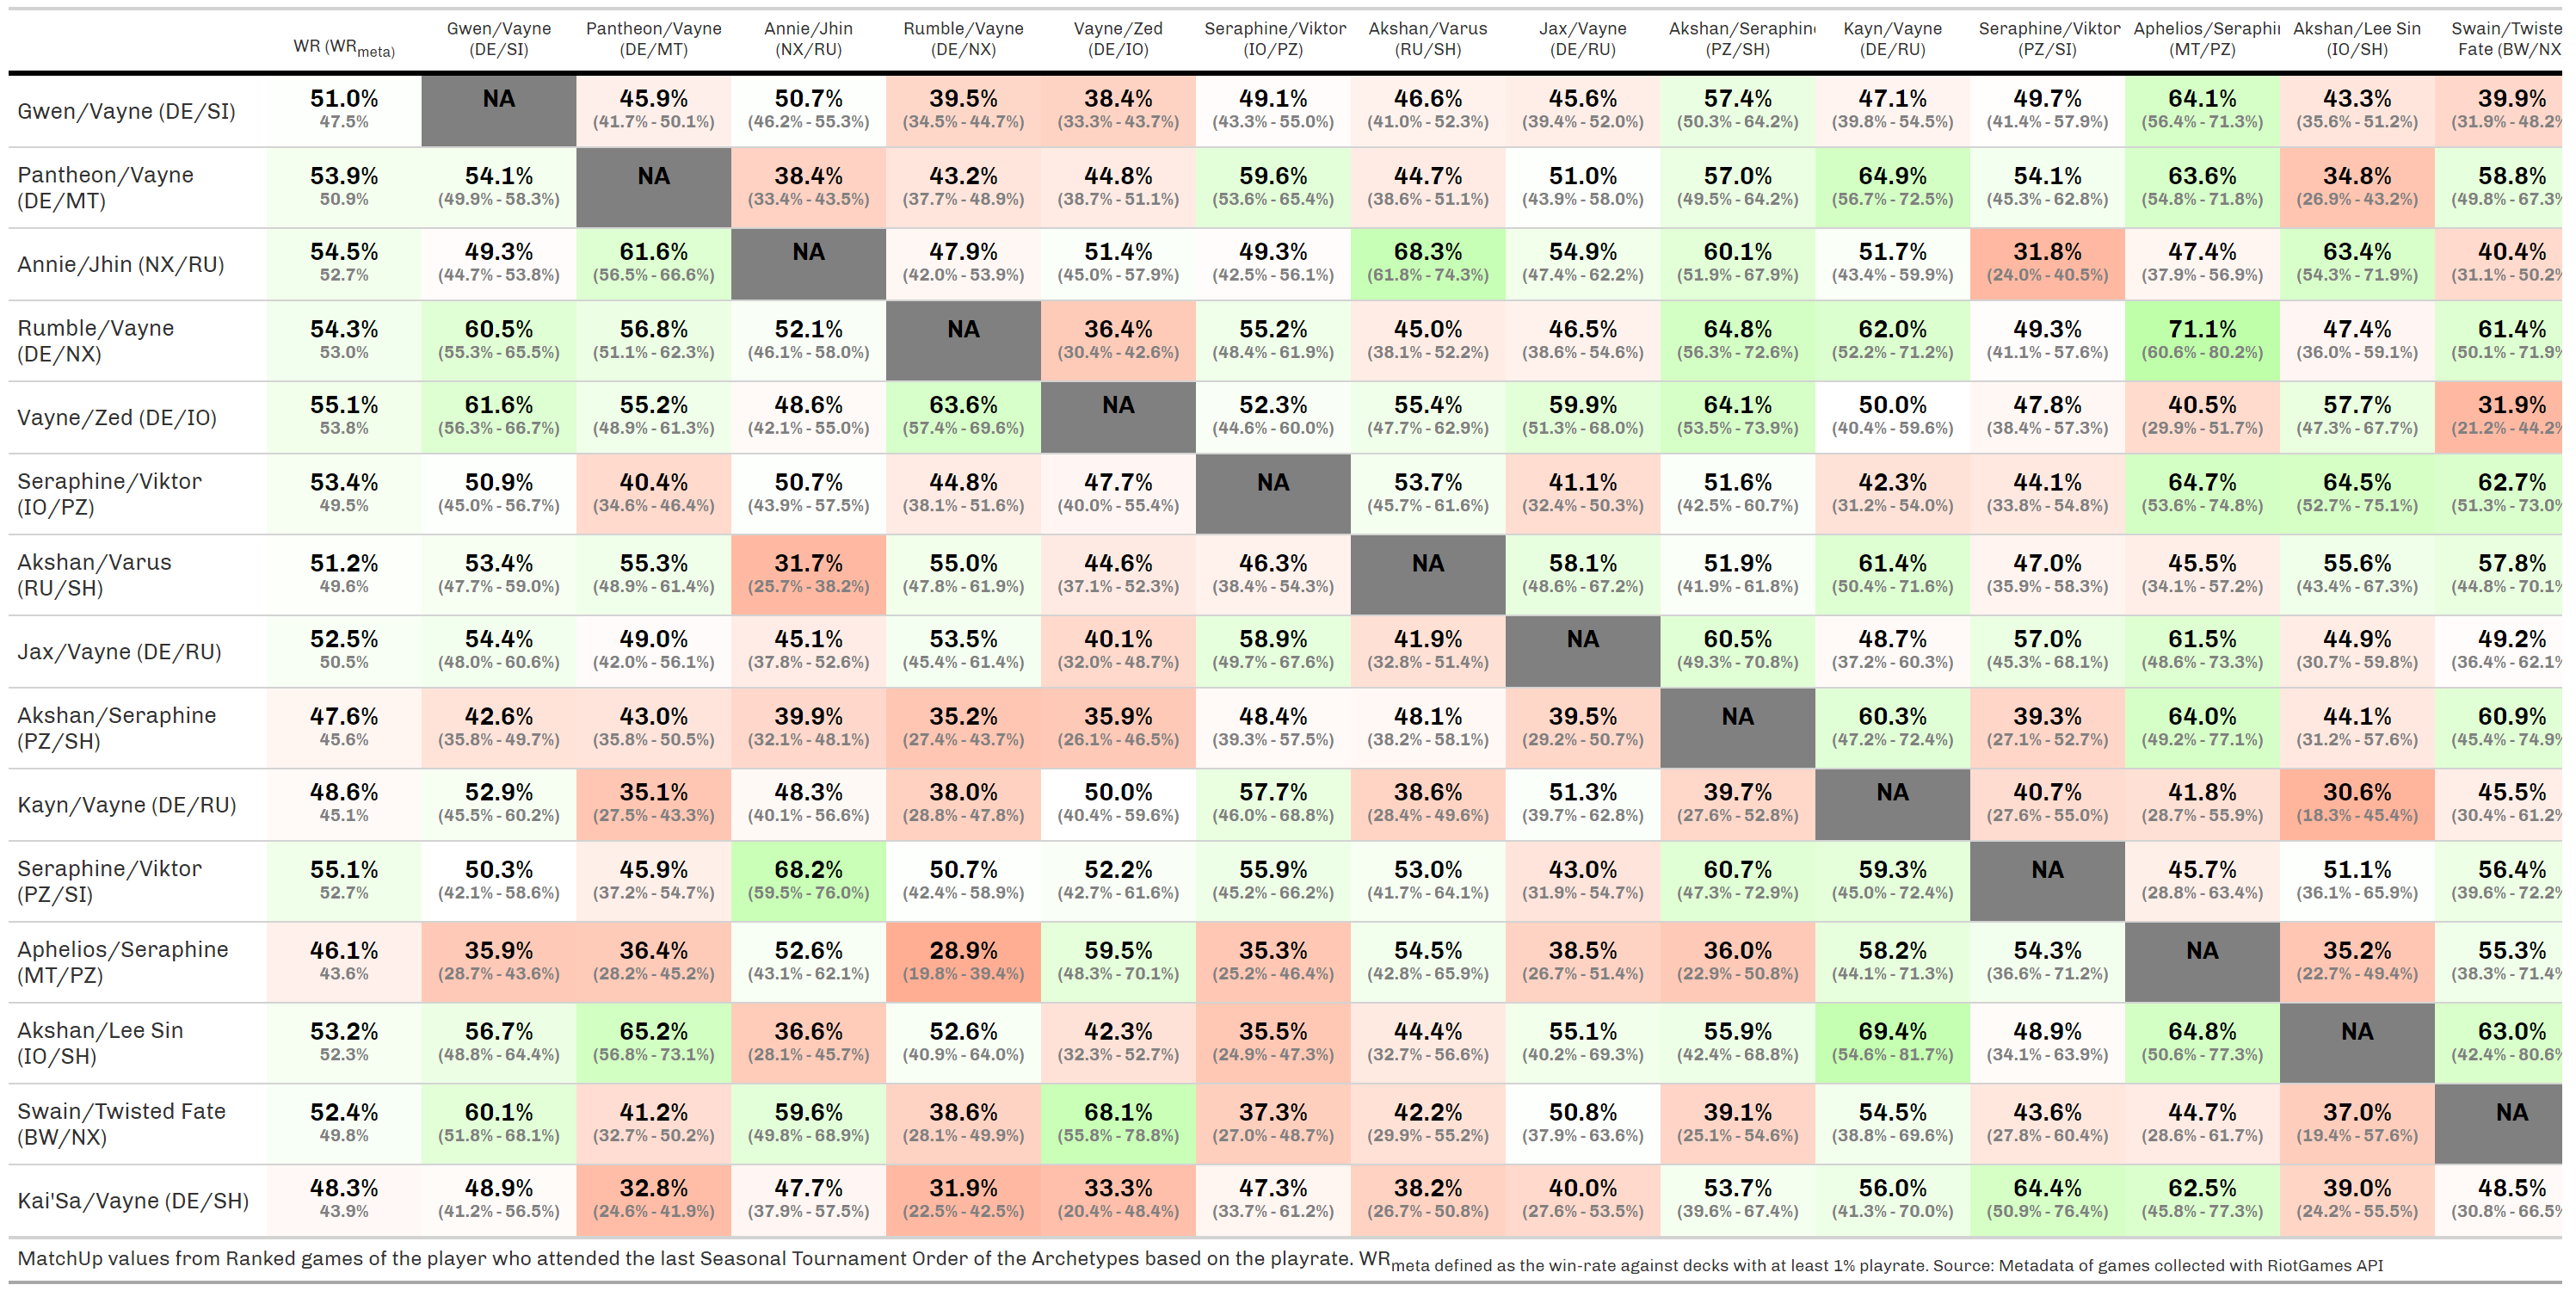 WR (WRmeta) Gwen/Vayne (DE/SI) Pantheon/Vayne (DE/MT) Annie/Jhin (NX/RU) Rumble/Vayne (DE/NX) Vayne/Zed (DE/IO) Seraphine/Viktor (IO/PZ) Akshan/Varus (RU/SH) Jax/Vayne (DE/RU) Akshan/Seraphine (PZ/SH) Kayn/Vayne (DE/RU) Seraphine/Viktor (PZ/SI) Aphelios/Seraphin (MT/PZ) Akshan/Lee Sin (IO/SH) Swain/Twiste Fate (BW/NX
Gwen/Vayne (DE/SI) 51.0% NA 45.9% 50.7% 39.5% 38.4% 49.1% 46.6% 45.6% 57.4% 47.1% 49.7% 64.1% 43.3% 39.9%
47.5% (41.7% - 50.1%) (46.2% - 55.3%) (34.5% - 44.7%) (33.3% - 43.7%) (43.3% - 55.0%) (41.0% - 52.3%) (39.4% - 52.0%) (50.3% - 64.2%) (39.8% - 54.5%) (41.4% - 57.9%) (56.4% - 71.3%) (35.6% - 51.2%) (31.9% - 48.2%
Pantheon/Vayne (DE/MT) 53.9% 54.1% NA 38.4% 43.2% 44.8% 59.6% 44.7% 51.0% 57.0% 64.9% 54.1% 63.6% 34.8% 58.8%
50.9% (49.9% - 58.3%) (33.4% - 43.5%) (37.7% - 48.9%) (38.7% - 51.1%) (53.6% - 65.4%) (38.6% - 51.1%) (43.9% - 58.0%) (49.5% - 64.2%) (56.7% - 72.5%) (45.3% - 62.8%) (54.8% - 71.8%) (26.9% - 43.2%) (49.8% - 67.3%
Annie/Jhin (NX/RU) 54.5% 49.3% 61.6% NA 47.9% 51.4% 49.3% 68.3% 54.9% 60.1% 51.7% 31.8% 47.4% 63.4% 40.4%
52.7% (44.7% - 53.8%) (56.5% - 66.6%) (42.0% - 53.9%) (45.0% - 57.9%) (42.5% - 56.1%) (61.8% - 74.3%) (47.4% - 62.2%) (51.9% - 67.9%) (43.4% - 59.9%) (24.0% - 40.5%) (37.9% - 56.9%) (54.3% - 71.9%) (31.1% - 50.2%
Rumble/Vayne (DE/NX) 54.3% 60.5% 56.8% 52.1% NA 36.4% 55.2% 45.0% 46.5% 64.8% 62.0% 49.3% 71.1% 47.4% 61.4%
53.0% (55.3% - 65.5%) (51.1% - 62.3%) (46.1% - 58.0%) (30.4% - 42.6%) (48.4% - 61.9%) (38.1% - 52.2%) (38.6% - 54.6%) (56.3% - 72.6%) (52.2% - 71.2%) (41.1% - 57.6%) (60.6% - 80.2%) (36.0% - 59.1%) (50.1% - 71.9%
Vayne/Zed (DE/IO) 55.1% 61.6% 55.2% 48.6% 63.6% NA 52.3% 55.4% 59.9% 64.1% 50.0% 47.8% 40.5% 57.7% 31.9%
53.8% (56.3% - 66.7%) (48.9% - 61.3%) (42.1% - 55.0%) (57.4% - 69.6%) (44.6% - 60.0%) (47.7% - 62.9%) (51.3% - 68.0%) (53.5% - 73.9%) (40.4% - 59.6%) (38.4% - 57.3%) (29.9% - 51.7%) (47.3% - 67.7%) (21.2% - 44.2%
Seraphine/Viktor (IO/PZ) 53.4% 50.9% 40.4% 50.7% 44.8% 47.7% NA 53.7% 41.1% 51.6% 42.3% 44.1% 64.7% 64.5% 62.7%
49.5% (45.0% - 56.7%) (34.6% - 46.4%) (43.9% - 57.5%) (38.1% - 51.6%) (40.0% - 55.4%) (45.7% - 61.6%) (32.4% - 50.3%) (42.5% - 60.7%) (31.2% - 54.0%) (33.8% - 54.8%) (53.6% - 74.8%) (52.7% - 75.1%) (51.3% - 73.0%
Akshan/Varus (RU/SH) 51.2% 53.4% 55.3% 31.7% 55.0% 44.6% 46.3% NA 58.1% 51.9% 61.4% 47.0% 45.5% 55.6% 57.8%
49.6% (47.7% - 59.0%) (48.9% - 61.4%) (25.7% - 38.2%) (47.8% - 61.9%) (37.1% - 52.3%) (38.4% - 54.3%) (48.6% - 67.2%) (41.9% - 61.8%) (50.4% - 71.6%) (35.9% - 58.3%) (34.1% - 57.2%) (43.4% - 67.3%) (44.8% - 70.1%
Jax/Vayne (DE/RU) 52.5% 54.4% 49.0% 45.1% 53.5% 40.1% 58.9% 41.9% NA 60.5% 48.7% 57.0% 61.5% 44.9% 49.2%
50.5% (48.0% - 60.6%) (42.0% - 56.1%) (37.8% - 52.6%) (45.4% - 61.4%) (32.0% - 48.7%) (49.7% - 67.6%) (32.8% - 51.4%) (49.3% - 70.8%) (37.2% - 60.3%) (45.3% - 68.1%) (48.6% - 73.3%) (30.7% - 59.8%) (36.4% - 62.1%
Akshan/Seraphine (PZ/SH) 47.6% 42.6% 43.0% 39.9% 35.2% 35.9% 48.4% 48.1% 39.5% NA 60.3% 39.3% 64.0% 44.1% 60.9%
45.6% (35.8% - 49.7%) (35.8% - 50.5%) (32.1% - 48.1%) (27.4% - 43.7%) (26.1% - 46.5%) (39.3% - 57.5%) (38.2% - 58.1%) (29.2% - 50.7%) (47.2% - 72.4%) (27.1% - 52.7%) (49.2% - 77.1%) (31.2% - 57.6%) (45.4% - 74.9%
Kayn/Vayne (DE/RU) 48.6% 52.9% 35.1% 48.3% 38.0% 50.0% 57.7% 38.6% 51.3% 39.7% NA 40.7% 41.8% 30.6% 45.5%
45.1% (45.5% - 60.2%) (27.5% - 43.3%) (40.1% - 56.6%) (28.8% - 47.8%) (40.4% - 59.6%) (46.0% - 68.8%) (28.4% - 49.6%) (39.7% - 62.8%) (27.6% - 52.8%) (27.6% - 55.0%) (28.7% - 55.9%) (18.3% - 45.4%) (30.4% - 61.2%
Seraphine/Viktor (PZ/SI) 55.1% 50.3% 45.9% 68.2% 50.7% 52.2% 55.9% 53.0% 43.0% 60.7% 59.3% NA 45.7% 51.1% 56.4%
52.7% (42.1% - 58.6%) (37.2% - 54.7%) (59.5% - 76.0%) (42.4% - 58.9%) (42.7% - 61.6%) (45.2% - 66.2%) (41.7% - 64.1%) (31.9% - 54.7%) (47.3% - 72.9%) (45.0% - 72.4%) (28.8% - 63.4%) (36.1% - 65.9%) (39.6% - 72.2%
Aphelios/Seraphine (MT/PZ) 46.1% 35.9% 36.4% 52.6% 28.9% 59.5% 35.3% 54.5% 38.5% 36.0% 58.2% 54.3% NA 35.2% 55.3%
43.6% (28.7% - 43.6%) (28.2% - 45.2%) (43.1% - 62.1%) (19.8% - 39.4%) (48.3% - 70.1%) (25.2% - 46.4%) (42.8% - 65.9%) (26.7% - 51.4%) (22.9% - 50.8%) (44.1% - 71.3%) (36.6% - 71.2%) (22.7% - 49.4%) (38.3% - 71.4%
Akshan/Lee Sin (IO/SH) 53.2% 56.7% 65.2% 36.6% 52.6% 42.3% 35.5% 44.4% 55.1% 55.9% 69.4% 48.9% 64.8% NA 63.0%
52.3% (48.8% - 64.4%) (56.8% - 73.1%) (28.1% - 45.7%) (40.9% - 64.0%) (32.3% - 52.7%) (24.9% - 47.3%) (32.7% - 56.6%) (40.2% - 69.3%) (42.4% - 68.8%) (54.6% - 81.7%) (34.1% - 63.9%) (50.6% - 77.3%) (42.4% - 80.6%
Swain/Twisted Fate (BW/NX) 52.4% 60.1% 41.2% 59.6% 38.6% 68.1% 37.3% 42.2% 50.8% 39.1% 54.5% 43.6% 44.7% 37.0% NA
49.8% (51.8% - 68.1%) (32.7% - 50.2%) (49.8% - 68.9%) (28.1% - 49.9%) (55.8% - 78.8%) (27.0% - 48.7%) (29.9% - 55.2%) (37.9% - 63.6%) (25.1% - 54.6%) (38.8% - 69.6%) (27.8% - 60.4%) (28.6% - 61.7%) (19.4% - 57.6%)
Kai'Sa/Vayne (DE/SH) 48.3% 48.9% 32.8% 47.7% 31.9% 33.3% 47.3% 38.2% 40.0% 53.7% 56.0% 64.4% 62.5% 39.0% 48.5%
43.9% (41.2% - 56.5%) (24.6% - 41.9%) (37.9% - 57.5%) (22.5% - 42.5%) (20.4% - 48.4%) (33.7% - 61.2%) (26.7% - 50.8%) (27.6% - 53.5%) (39.6% - 67.4%) (41.3% - 70.0%) (50.9% - 76.4%) (45.8% - 77.3%) (24.2% - 55.5%) (30.8% - 66.5%
MatchUp values from Ranked games of the player who attended the last Seasonal Tournament Order of the Archetypes based on the playrate. WRmeta defined as the win-rate against decks with at least 1% playrate. Source: Metadata of games collected with RiotGames API